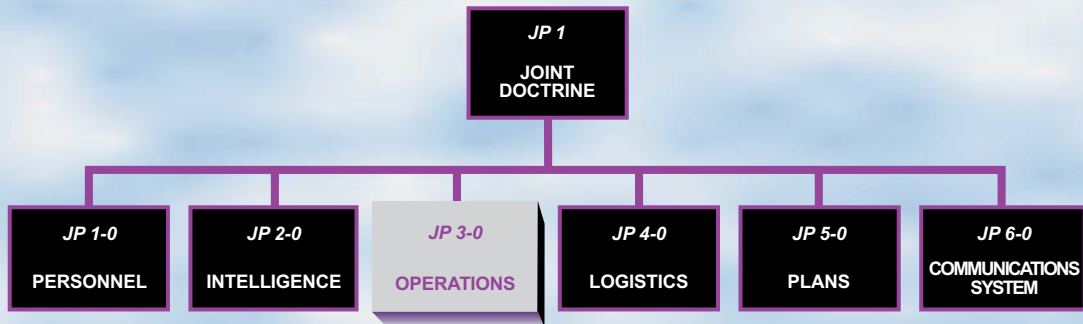 JP 1
JOINT
DOCTRINE
JP 1-0
PERSONNEL
JP 2-0
INTELLIGENCE
JP 3-0
OPERATIONS
JP 4-0
LOGISTICS
JP 5-0
PLANS
JP 6-0
COMMUNICATIONS
SYSTEM